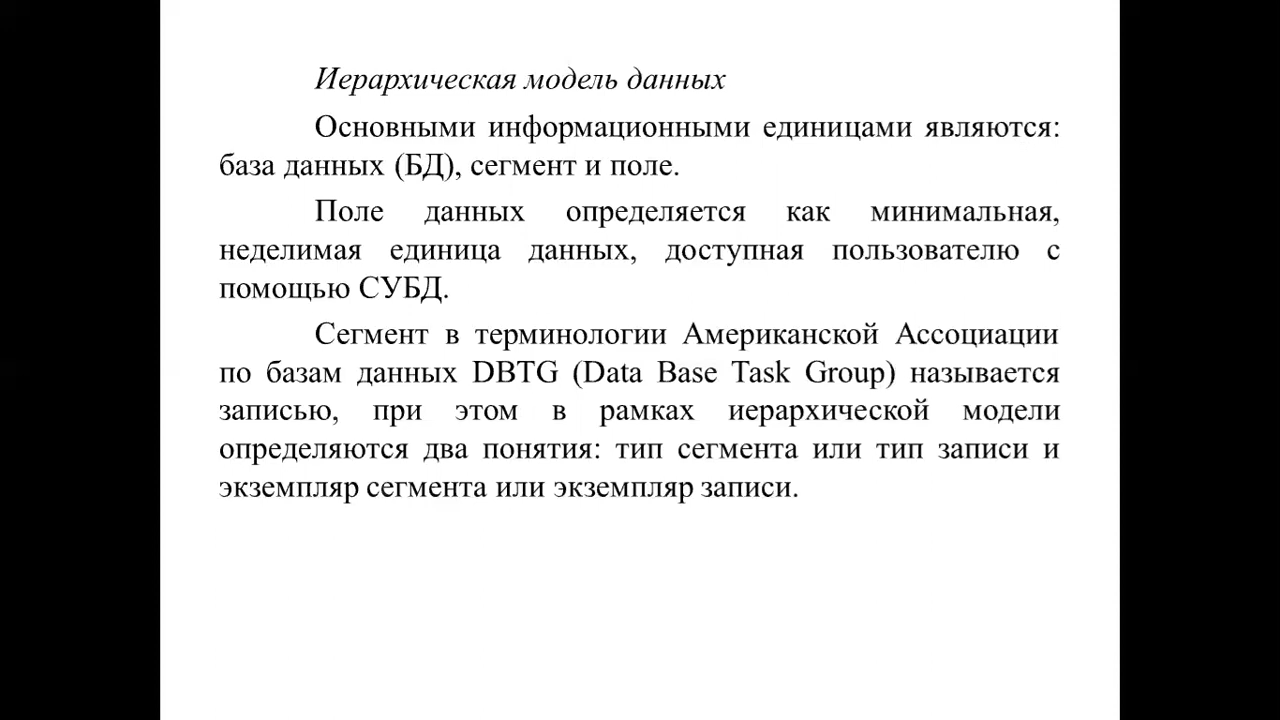 Иерархическая модель данных
Основными информационными единицами являются:
база данных (БД), сегмент и поле.
Поле данных определяется как минимальная,
неделимая единица данных, доступная пользователю с
помощью СУБД.
Сегмент в терминологии Американской Ассоциации
по базам данных DBTG (Data Base Task Group) называется
записью, при этом в рамках иерархической модели
определяются два понятия: тип сегмента или тип записи и
экземпляр сегмента или экземпляр записи.